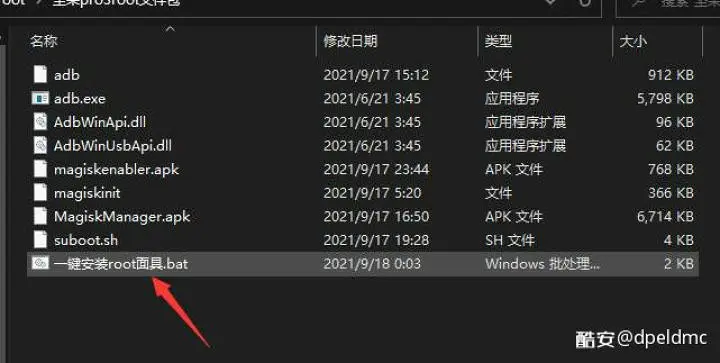 root › 坚果pro3root文件包
搜索 坚果
名称 修改日期 类型 大小
adb 2021/9/17 15:12 文件 912 KB
adb.exe 2021/6/21 3:45 应用程序 5,798 KB
AdbWinApi.dll 2021/6/21 3:45 应用程序扩展 96 KB
AdbWinUsbApi.dll 2021/6/21 3:45 应用程序扩展 62 KB
magiskenabler.apk 2021/9/17 23:44 APK 文件 768 KB
magiskinit 2021/9/17 5:20 文件 366 KB
MagiskManager.apk 2021/9/17 16:50 APK 文件 6,714 KB
suboot.sh 2021/9/17 19:28 SH 文件 4 KB
一键安装root面具.bat 2021/9/18 0:03 Windows 批处理... 2 KB
酷安@dpeldmc